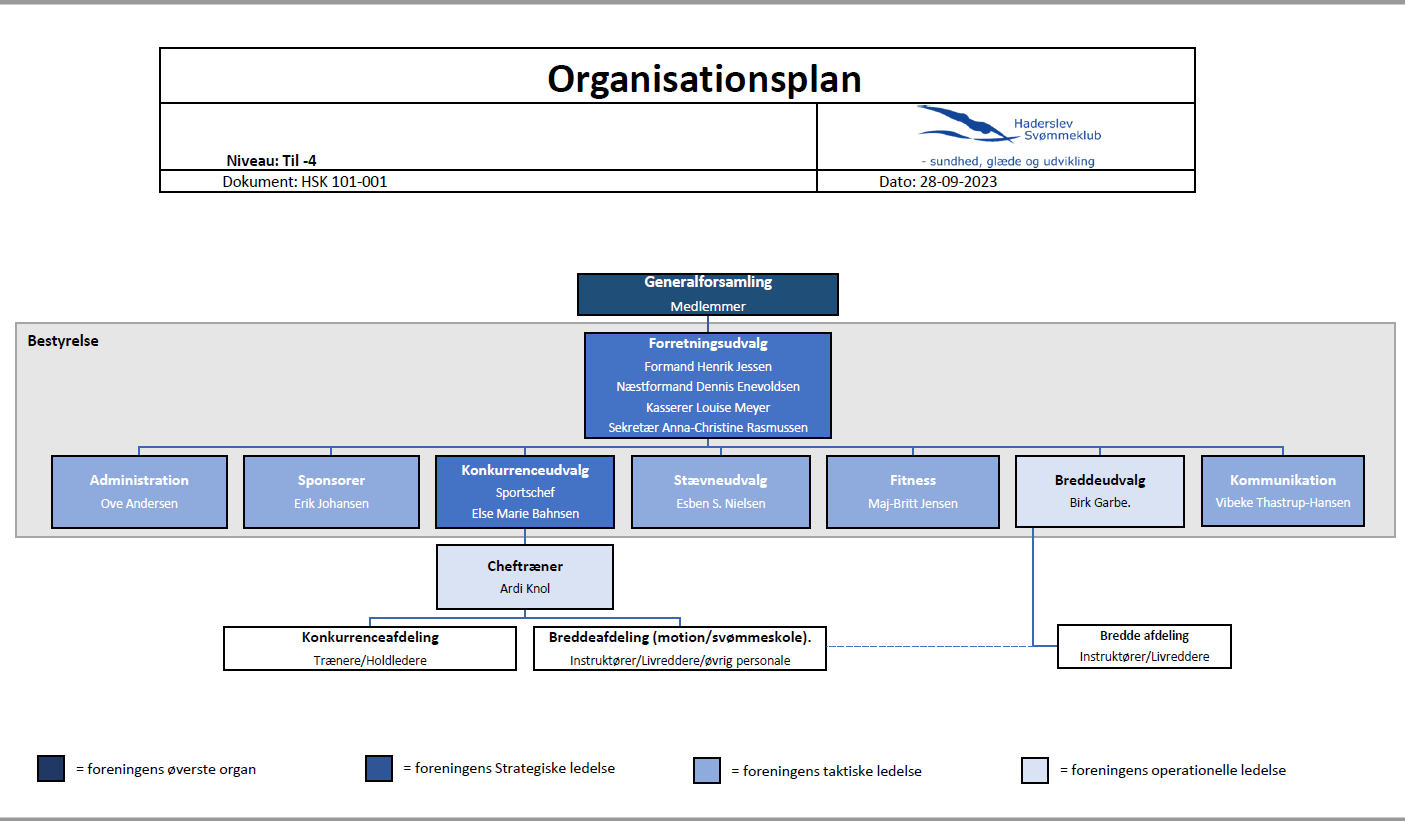 Organisationsplan
Haderslev
Svømmeklub
- sundhed, glæde og udvikling
Niveau: Til -4
Dokument: HSK 101-001
Dato: 28-09-2023
Generalforsamling
Medlemmer
Bestyrelse
Forretningsudvalg
Formand Henrik Jessen
Næstformand Dennis Enevoldsen
Kasserer Louise Meyer
Sekretær Anna-Christine Rasmussen
Administration
Ove Andersen
Sponsorer
Erik Johansen
Konkurrenceudvalg
Sportschef
Else Marie Bahnsen
Stævneudvalg
Esben S. Nielsen
Fitness
Maj-Britt Jensen
Breddeudvalg
Birk Garbe.
Kommunikation
Vibeke Thastrup-Hansen
Cheftræner
Ardi Knol
Konkurrenceafdeling
Trænere/Holdledere
Breddeafdeling (motion/svømmeskole).
Instruktører/Livreddere/øvrig personale
Bredde afdeling
Instruktører/Livreddere
= foreningens øverste organ
= foreningens Strategiske ledelse
= foreningens taktiske ledelse
= foreningens operationelle ledelse